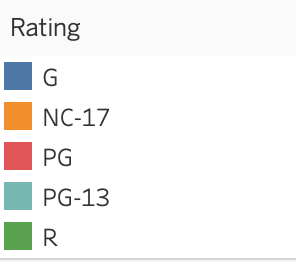 Rating
G
NC-17
PG
PG-13
R